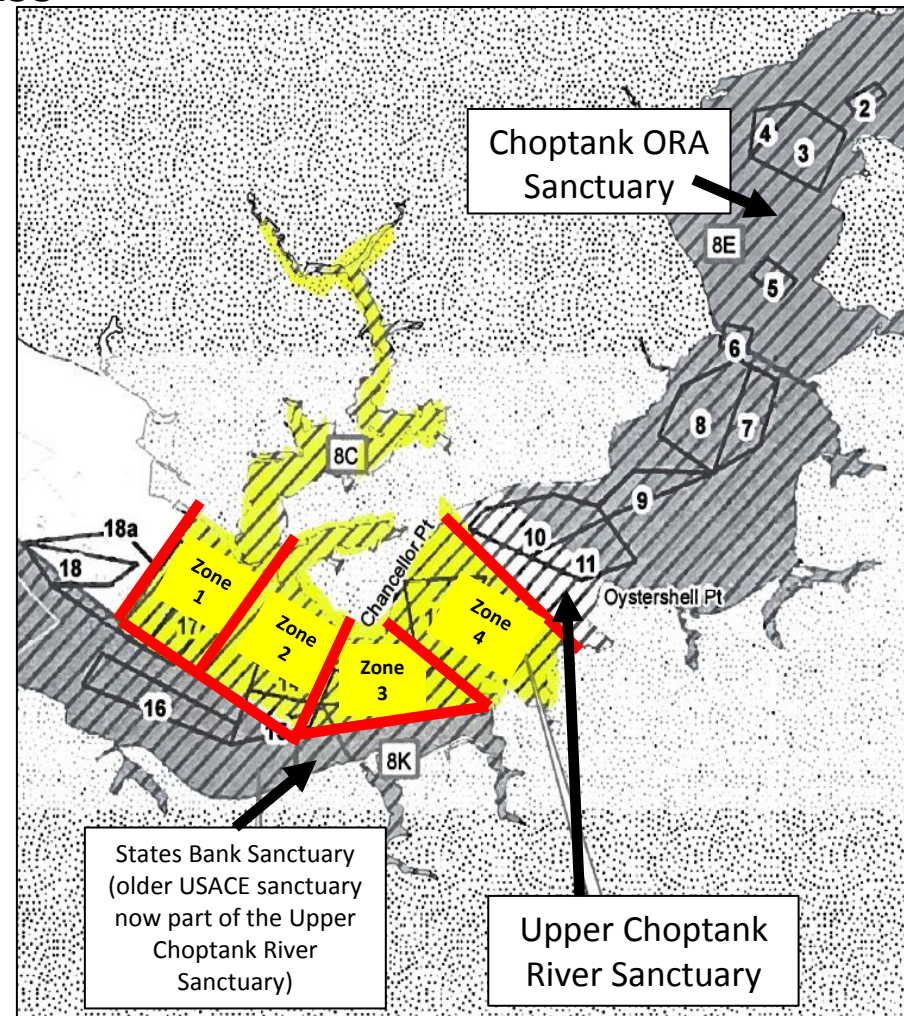 Choptank ORA
Sanctuary
2
4
3
8E
5
6
8
7
9
8C
10
11
Chancellor Pt
Oystershell Pt
18a
18
Zone
1
Zone
2
Zone
3
Zone
4
16
8K
States Bank Sanctuary
(older USACE sanctuary
now part of the Upper
Choptank River
Sanctuary)
Upper Choptank
River Sanctuary